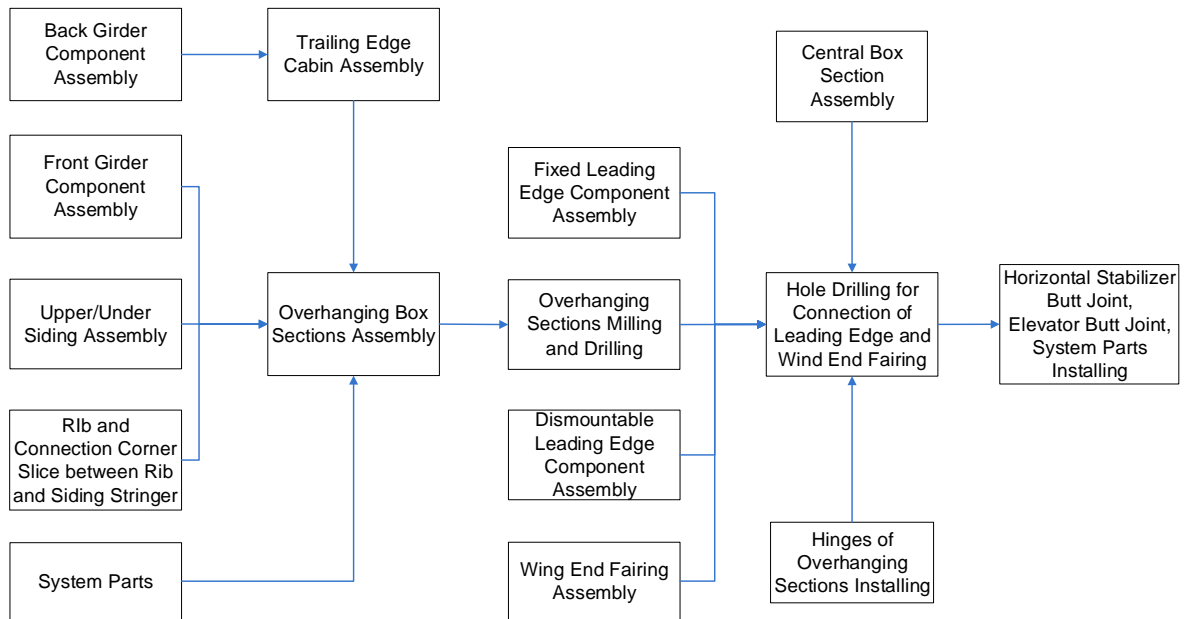 Back Girder
Component
Assembly
Trailing Edge
Cabin Assembly
Central Box
Section
Assembly
Front Girder
Component
Assembly
Fixed Leading
Edge Component
Assembly
Upper/Under
Siding Assembly
Overhanging Box
Sections Assembly
Overhanging
Sections Milling
and Drilling
Hole Drilling for
Connection of
Leading Edge and
Wind End Fairing
Horizontal Stabilizer
Butt Joint,
Elevator Butt Joint,
System Parts
Installing
RIb and
Connection Corner
Slice between Rib
and Siding Stringer
Dismountable
Leading Edge
Component
Assembly
System Parts
Wing End Fairing
Assembly
Hinges of
Overhanging
Sections Installing